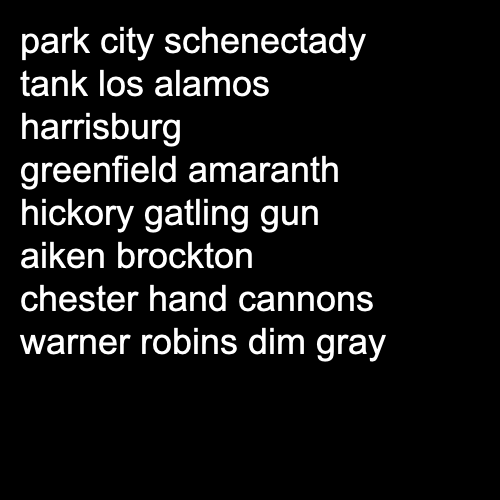 park city schenectady
tank los alamos
harrisburg
greenfield amaranth
hickory gatling gun
aiken brockton
chester hand cannons
warner robins dim gray